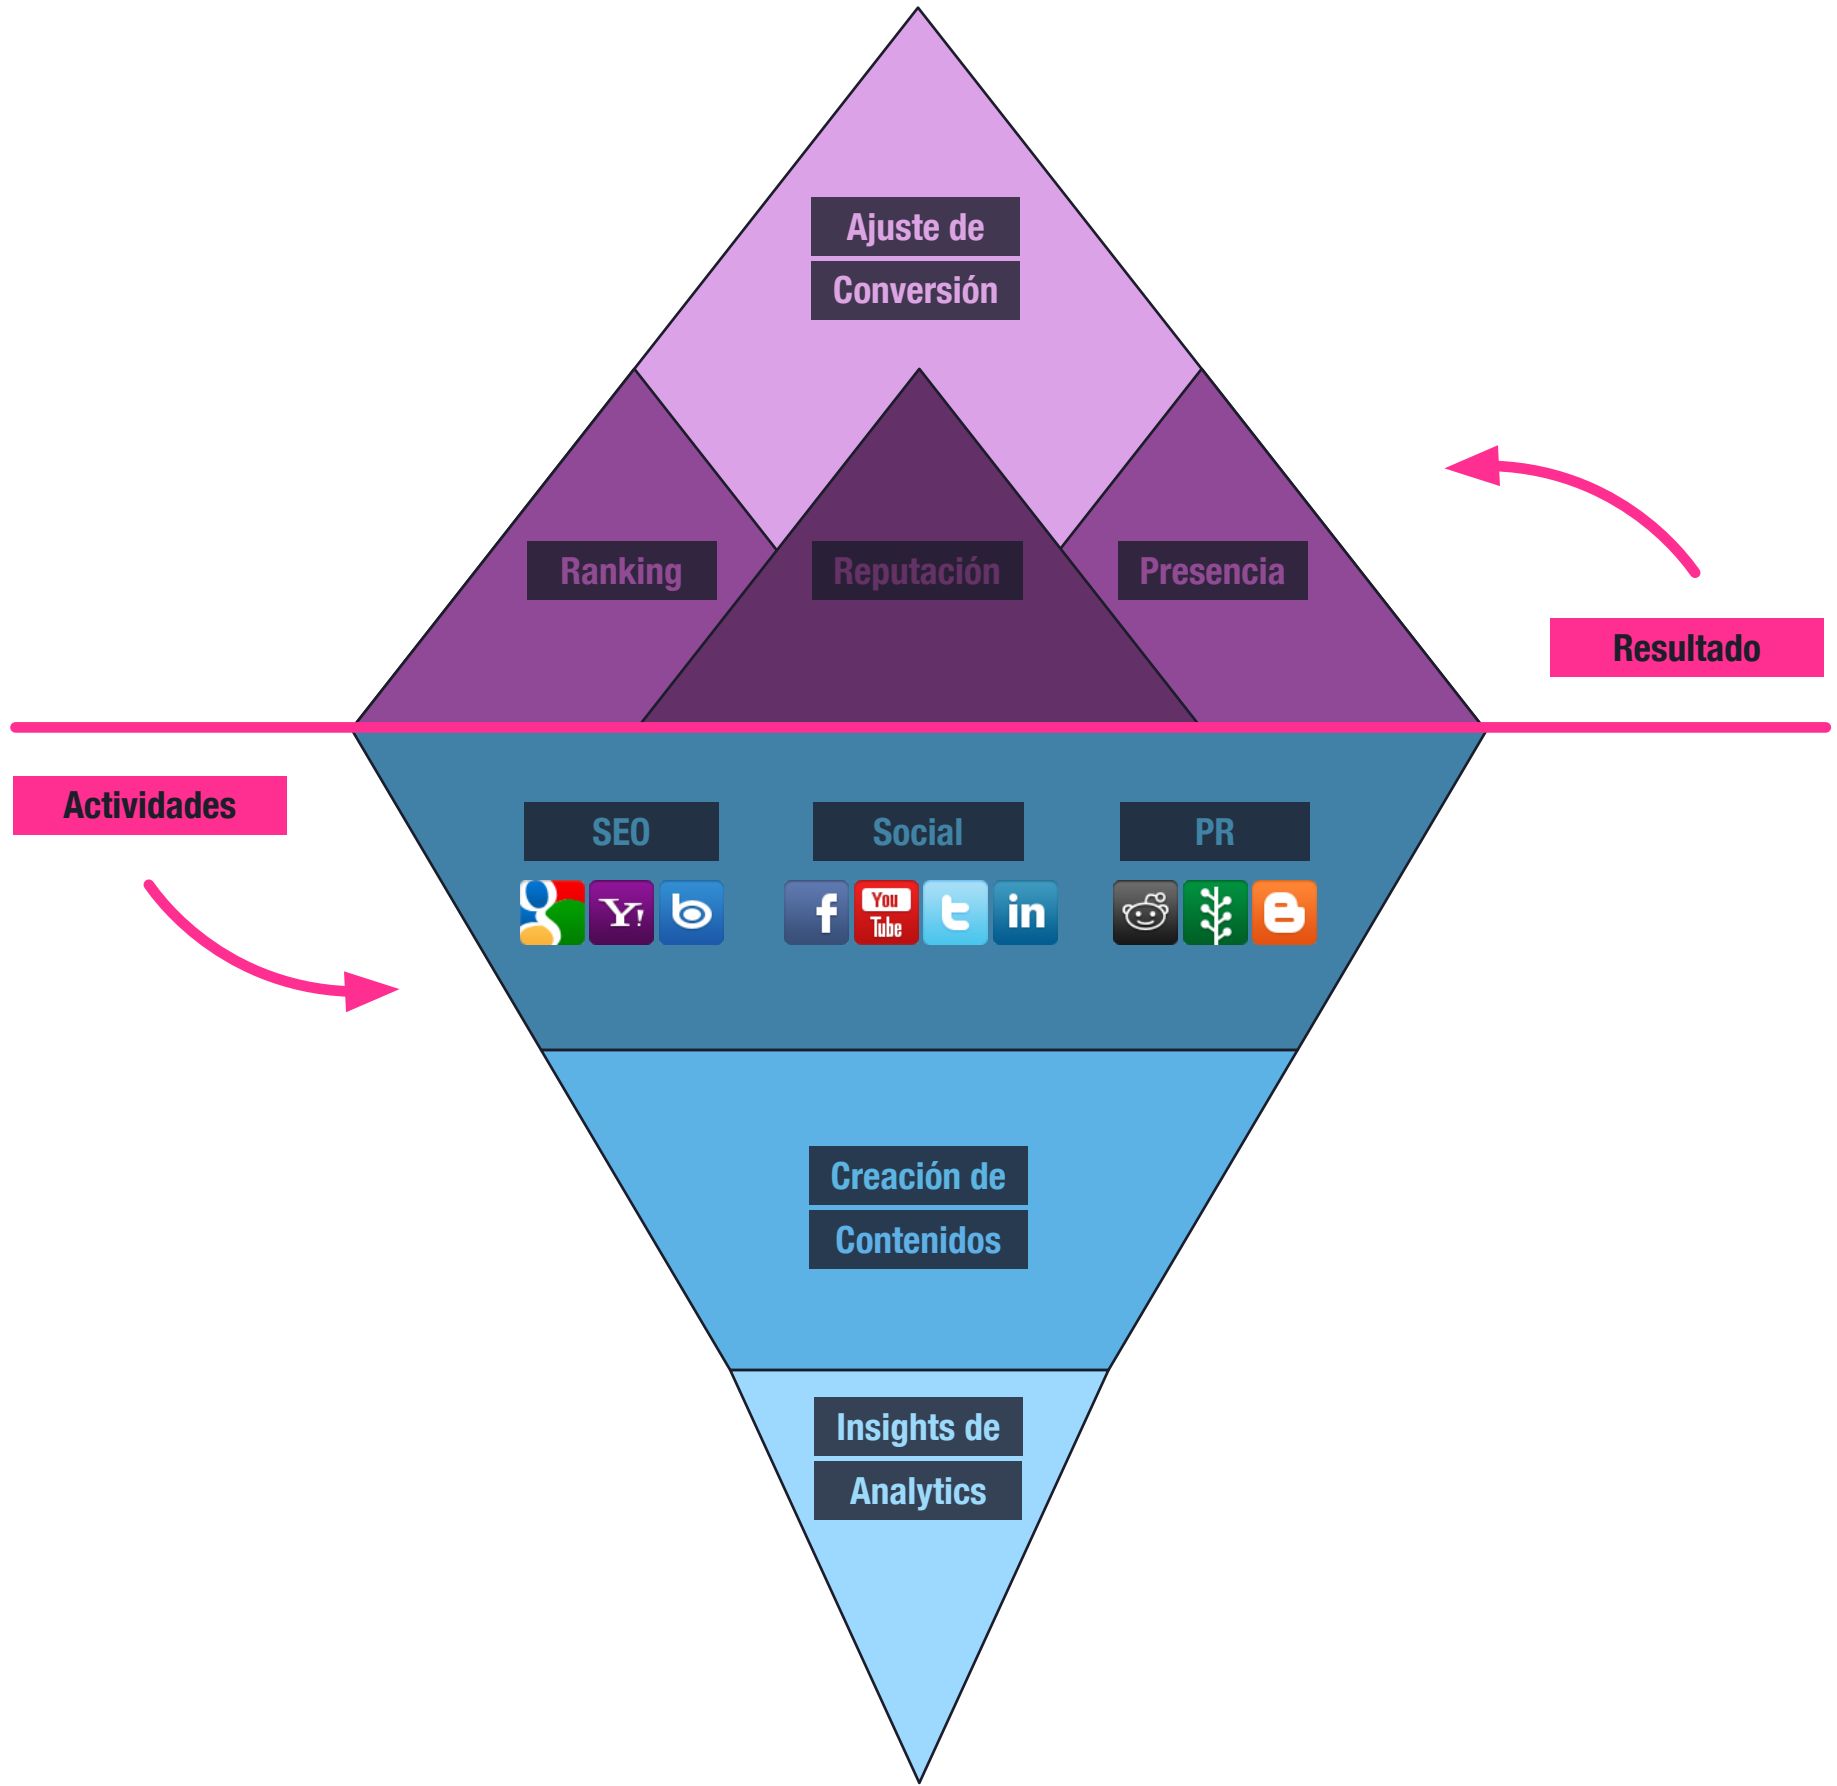 Ajuste de
Conversión
Ranking
Reputación
Presencia
Resultado
Actividades
SEO
Social
PR
Y!
b
f
You
Tube
t
in
B
Creación de
Contenidos
Insights de
Analytics